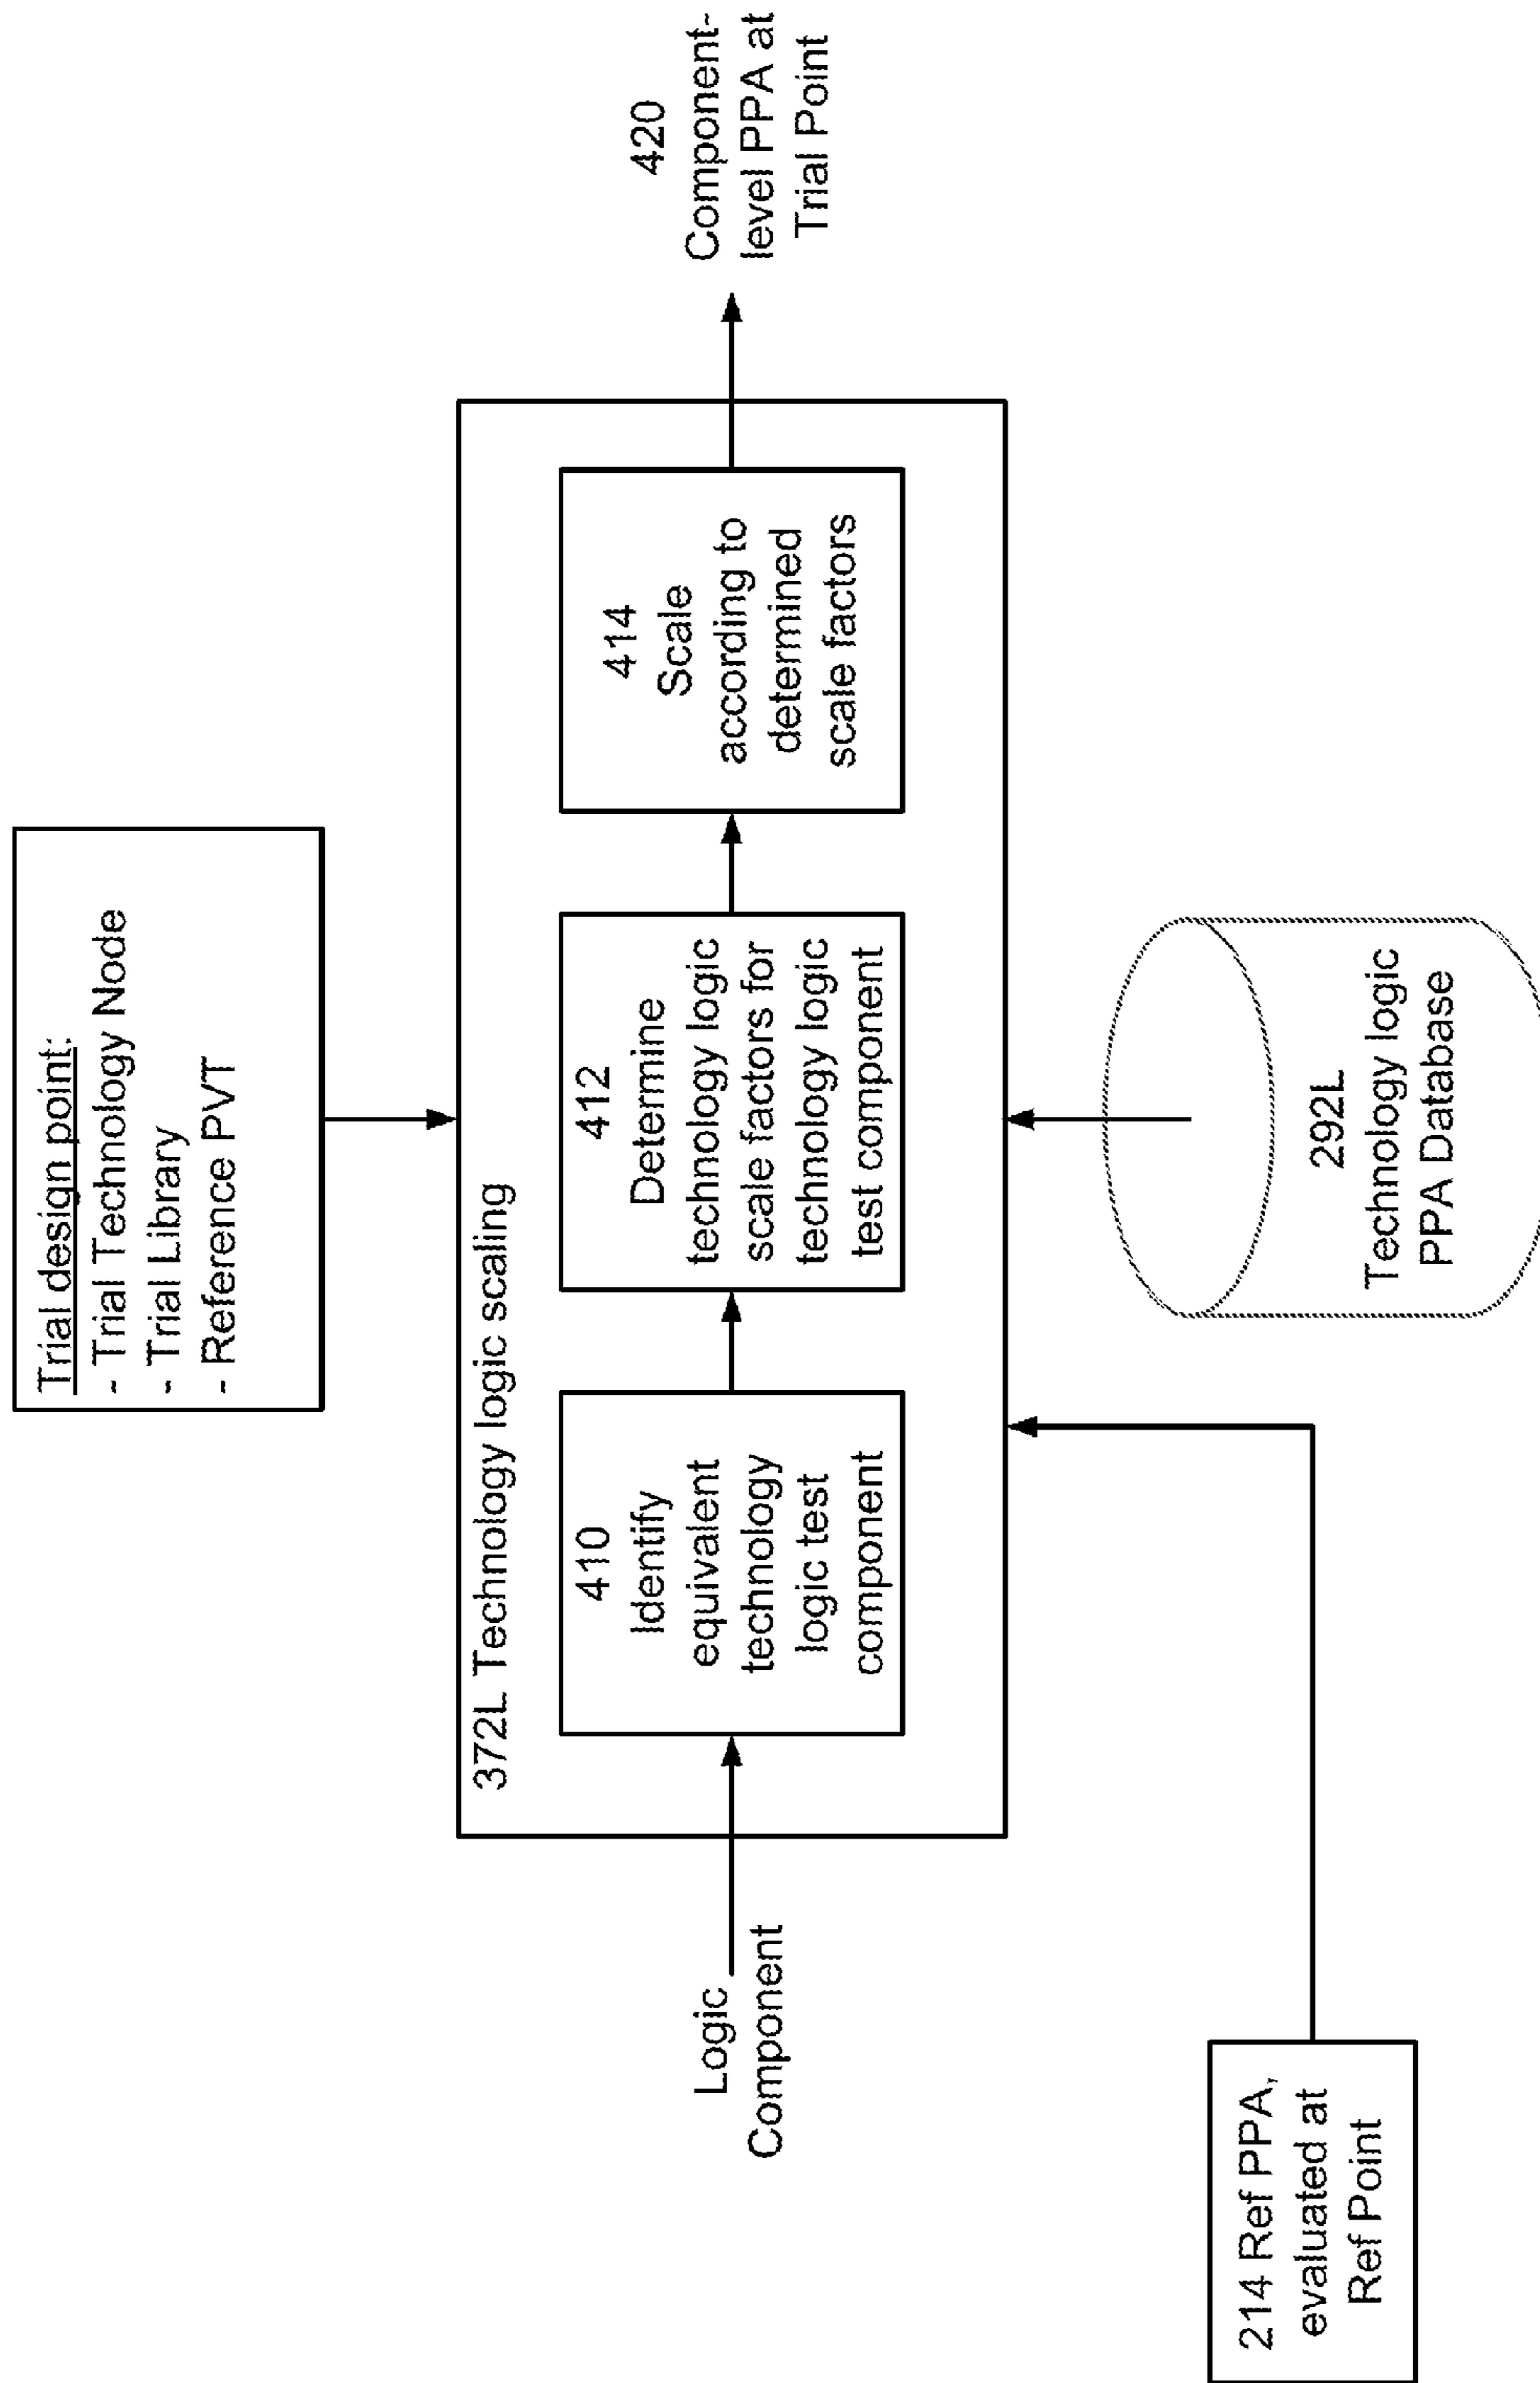 Trial design point:
- Trial Technology Node
- Trial Library
- Reference PVT
372L Technology logic scaling
Logic
Component
410
Identify
equivalent
technology
logic test
component
412
Determine
technology logic
scale factors for
technology logic
test component
414
Scale
according to
determined
scale factors
420
Component-
level PPA at
Trial Point
214 Ref PPA,
evaluated at
Ref Point
292L
Technology logic
PPA Database